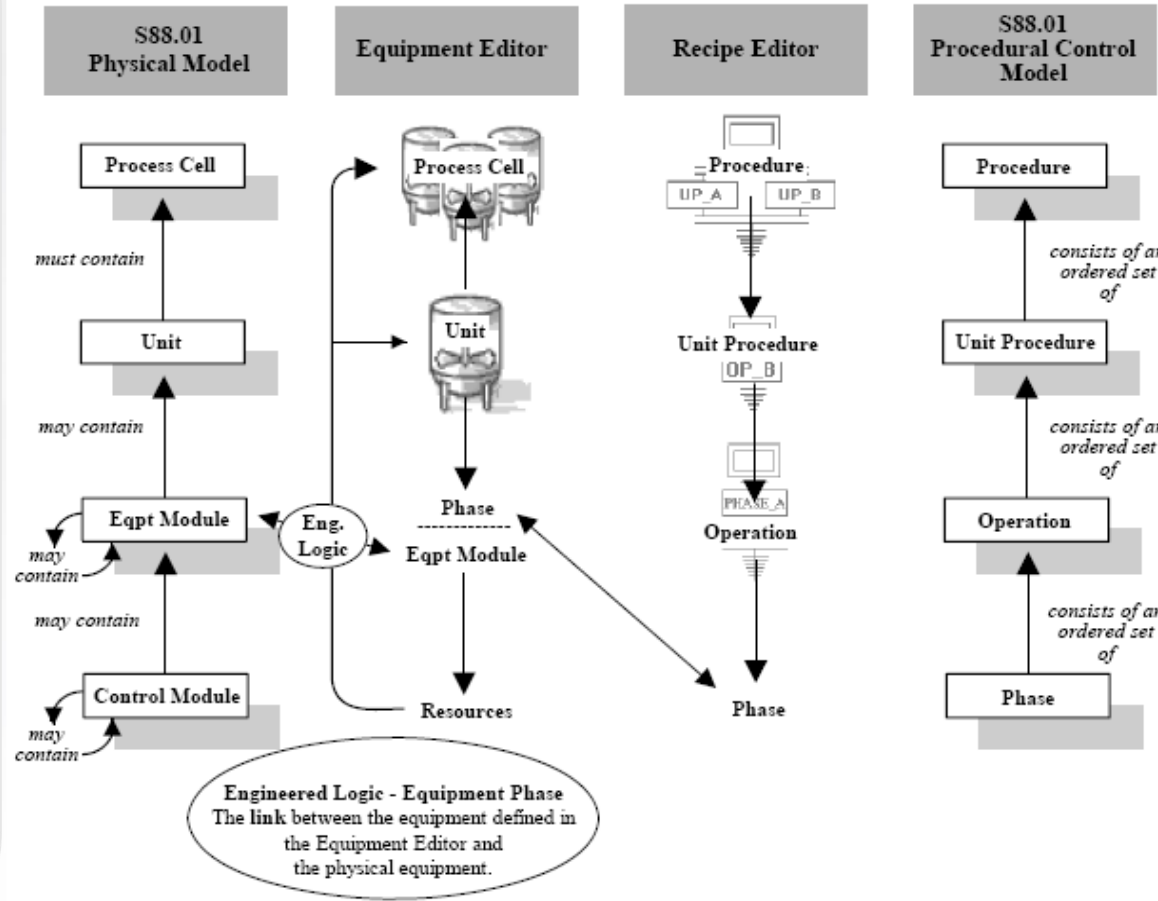 S88.01
Physical Model
Equipment Editor
Recipe Editor
S88.01
Procedural Control
Model
Process Cell
must contain
Unit
may contain
Eqpt Module
may
contain
may contain
Control Module
may
contain
Process Cell
Unit
Phase
Eqpt Module
Eng.
Logic
Resources
Procedure
UP_A
UP_B
Unit Procedure
OP_B
PHASE_A
Operation
Phase
Procedure
consists of an
ordered set
of
Unit Procedure
consists of an
ordered set
of
Operation
consists of an
ordered set
of
Phase
Engineered Logic - Equipment Phase
The link between the equipment defined in
the Equipment Editor and
the physical equipment.